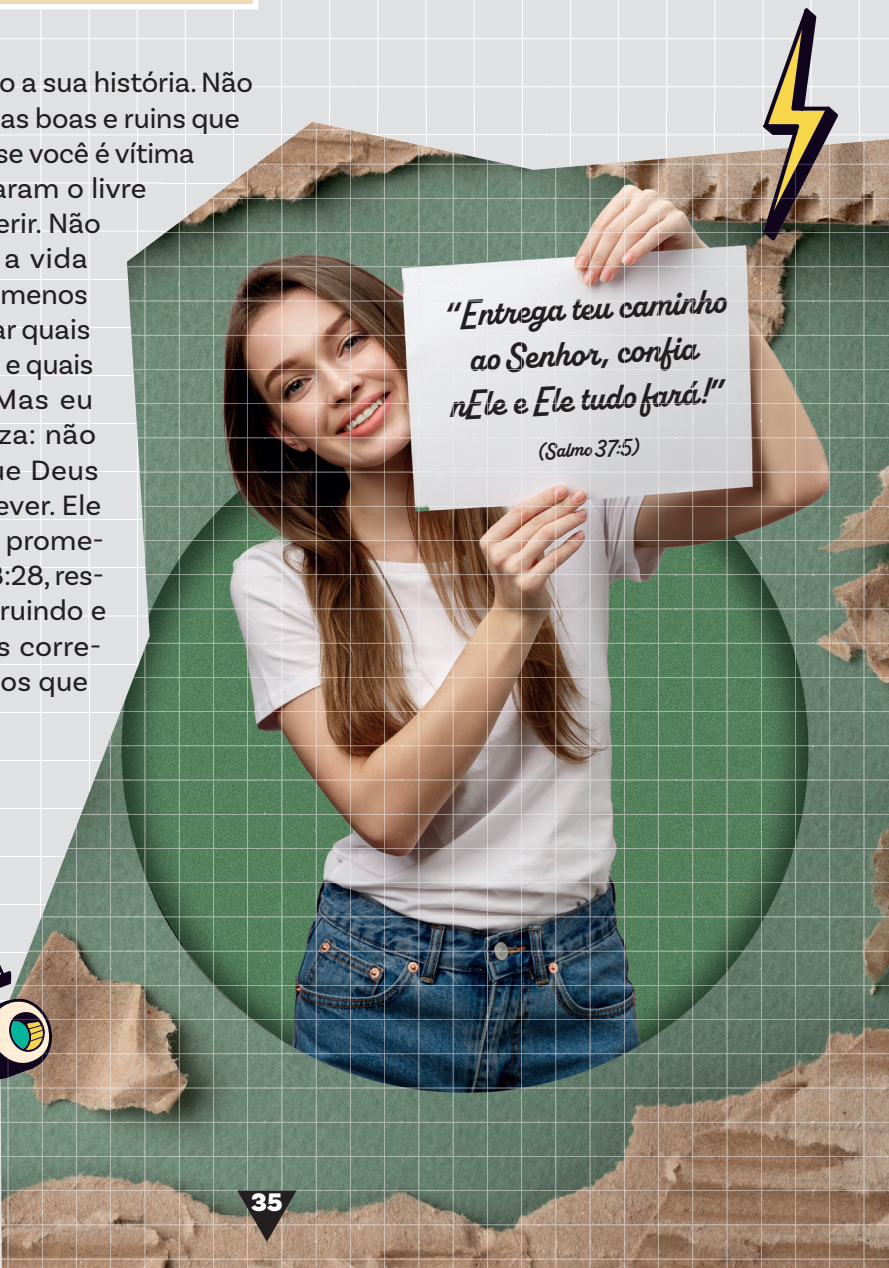 o a sua história. Não
as boas e ruins que
se você é vítima
aram o livre
erir. Não
a vida
menos
ar quais
e quais
Mas eu
za: não
ue Deus
ever. Ele
prome-
8:28, res-
ruindo e
s corre-
os que
“Entrega teu caminho
ao Senhor, confia
nEle e Ele tudo fará!”
(Salmo 37:5)
35